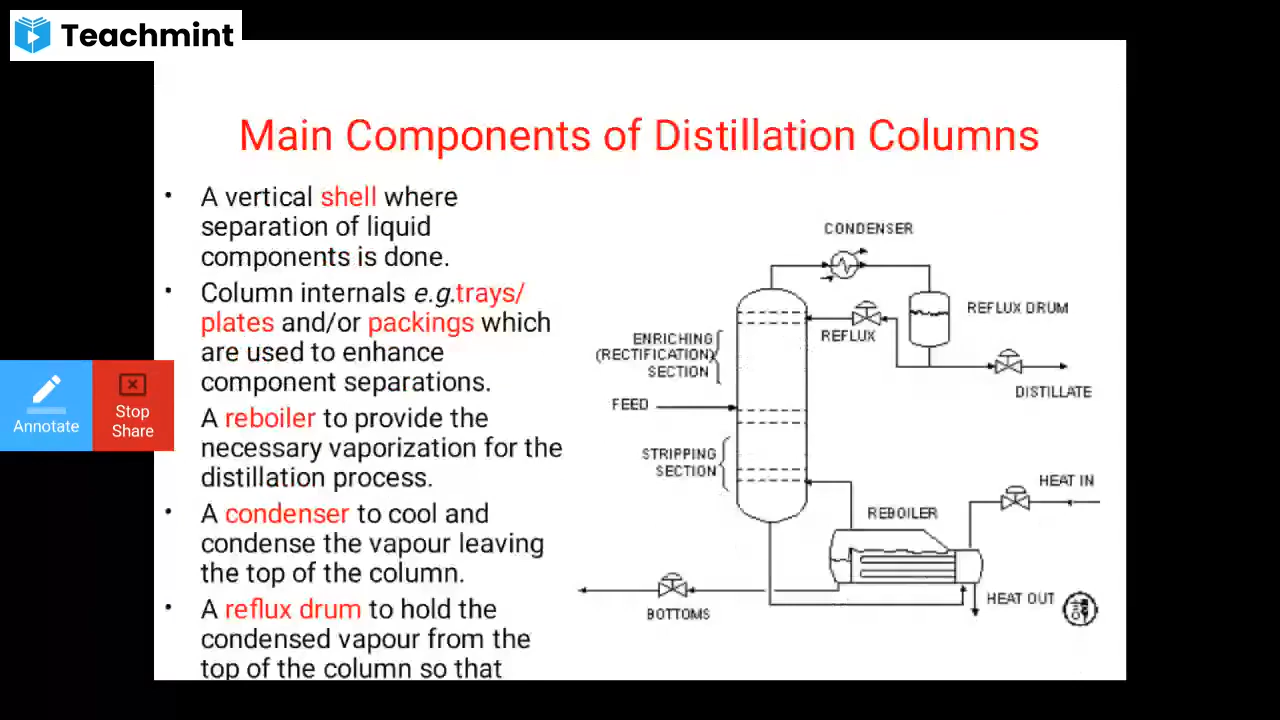 Teachmint
Main Components of Distillation Columns
• A vertical shell where
separation of liquid
components is done.
• Column internals e.g.trays/
plates and/or packings which
are used to enhance
component separations.
A reboiler to provide the
necessary vaporization for the
distillation process.
• A condenser to cool and
condense the vapour leaving
the top of the column.
• A reflux drum to hold the
condensed vapour from the
top of the column so that
Annotate
Stop
Share
CONDENSER
REFLUX DRUM
REFLUX
ENRICHING
(RECTIFICATION)
SECTION
DISTILLATE
FEED
STRIPPING
SECTION
HEAT IN
REBOILER
HEAT OUT
BOTTOMS